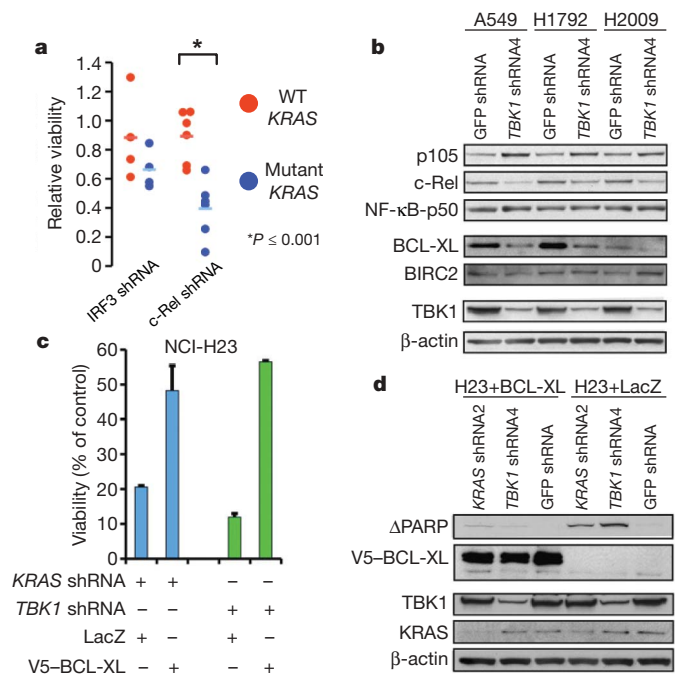 a
*
Relative viability
1.4
1.2
1.0
0.8
0.6
0.4
0.2
0
WT
KRAS
Mutant
KRAS
*P ≤ 0.001
IRF3 shRNA
c-Rel shRNA
b
A549 H1792 H2009
GFP shRNA
TBK1 shRNA4
GFP shRNA
TBK1 shRNA4
GFP shRNA
TBK1 shRNA4
p105
c-Rel
NF-κB-p50
BCL-XL
BIRC2
TBK1
β-actin
c
NCI-H23
Viability (% of control)
60
50
40
30
20
10
0
KRAS shRNA + + – –
TBK1 shRNA – – + +
LacZ + – + –
V5–BCL-XL – + – +
d
H23+BCL-XL H23+LacZ
KRAS shRNA2
TBK1 shRNA4
GFP shRNA
KRAS shRNA2
TBK1 shRNA4
GFP shRNA
ΔPARP
V5–BCL-XL
TBK1
KRAS
β-actin